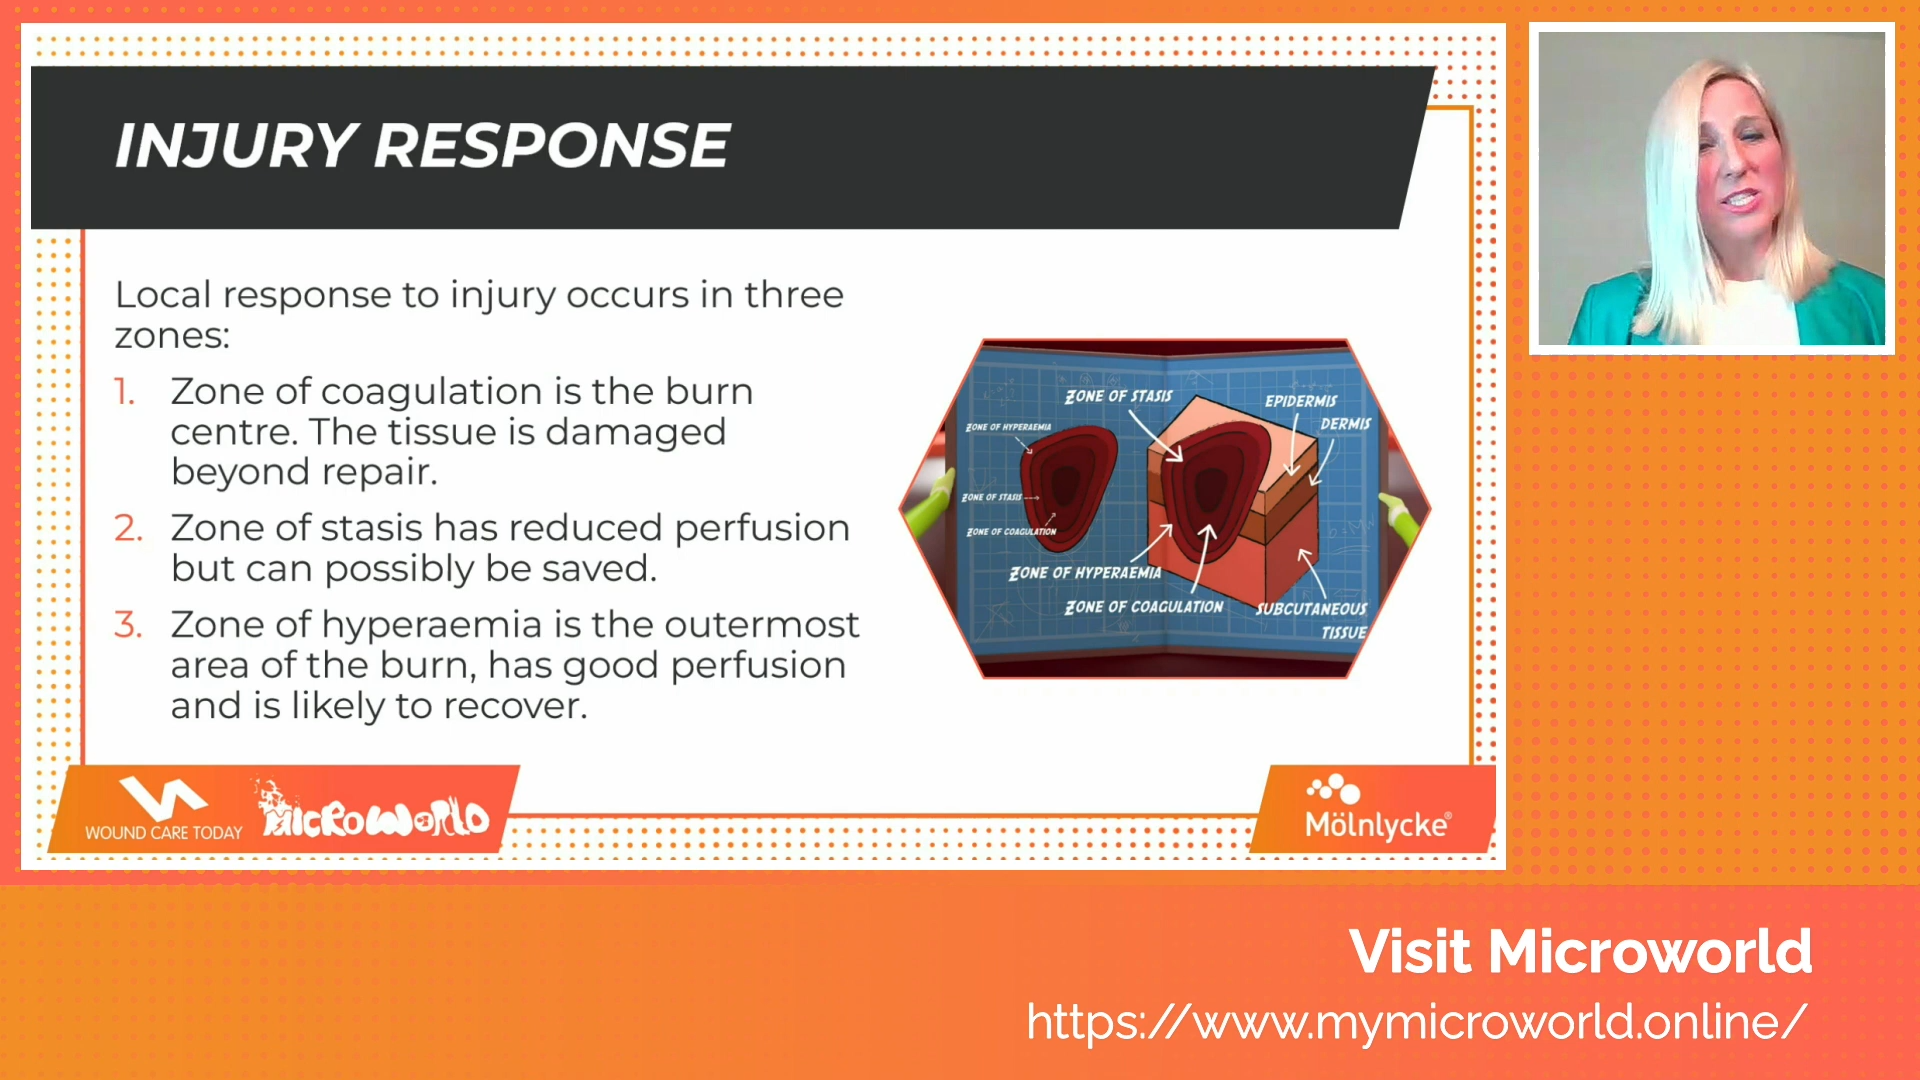 INJURY RESPONSE
Local response to injury occurs in three
zones:
1. Zone of coagulation is the burn
centre. The tissue is damaged
beyond repair.
2. Zone of stasis has reduced perfusion
but can possibly be saved.
3. Zone of hyperaemia is the outermost
area of the burn, has good perfusion
and is likely to recover.
ZONE OF HYPERAEMIA
ZONE OF STASIS
ZONE OF COAGULATION
ZONE OF STASIS
EPIDERMIS
DERMIS
ZONE OF HYPERAEMIA
ZONE OF COAGULATION
SUBCUTANEOUS
TISSUE
WOUND CARE TODAY
MICROWORLD
Mölnlycke®
Visit Microworld
https://www.mymicroworld.online/